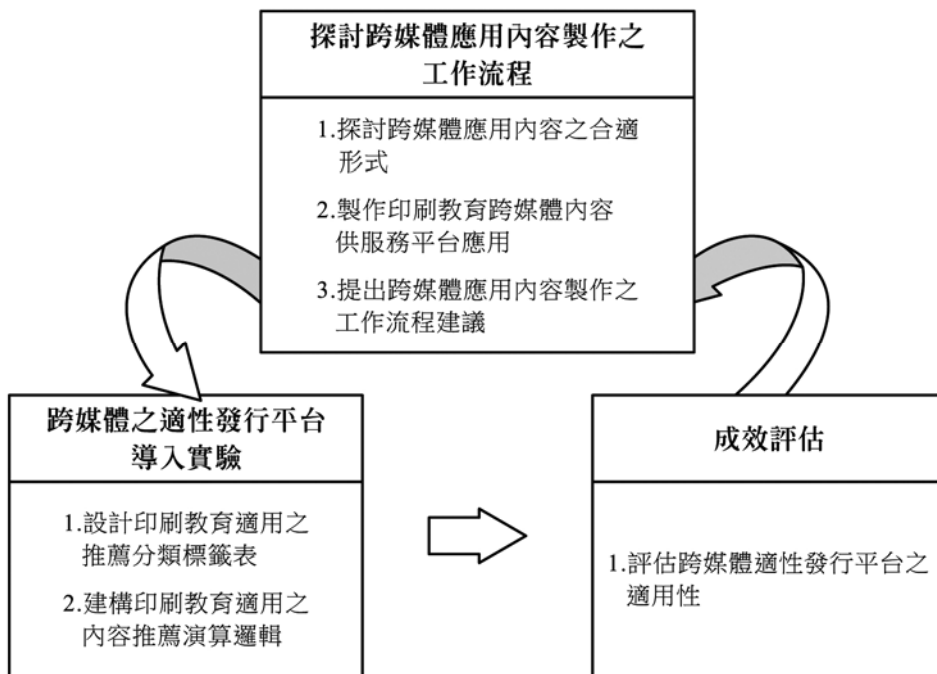 探討跨媒體應用內容製作之
工作流程
1.探討跨媒體應用內容之合適
形式
2.製作印刷教育跨媒體內容
供服務平台應用
3.提出跨媒體應用內容製作之
工作流程建議
跨媒體之適性發行平台
導入實驗
1.設計印刷教育適用之
推薦分類標籤表
2.建構印刷教育適用之
內容推薦演算邏輯
成效評估
1.評估跨媒體適性發行平台之
適用性